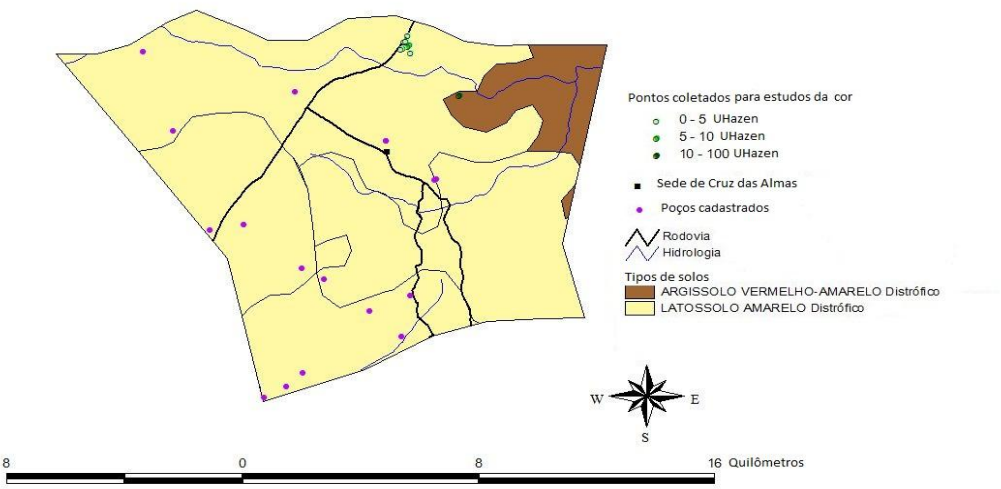 Pontos coletados para estudos da cor
0 - 5 UHazen
5 - 10 UHazen
10 - 100 UHazen
Sede de Cruz das Almas
Poços cadastrados
Rodovia
Hidrologia
Tipos de solos
ARGISSOLO VERMELHO-AMARELO Distrófico
LATOSSOLO AMARELO Distrófico
W E
S
8 0 8 16 Quilômetros